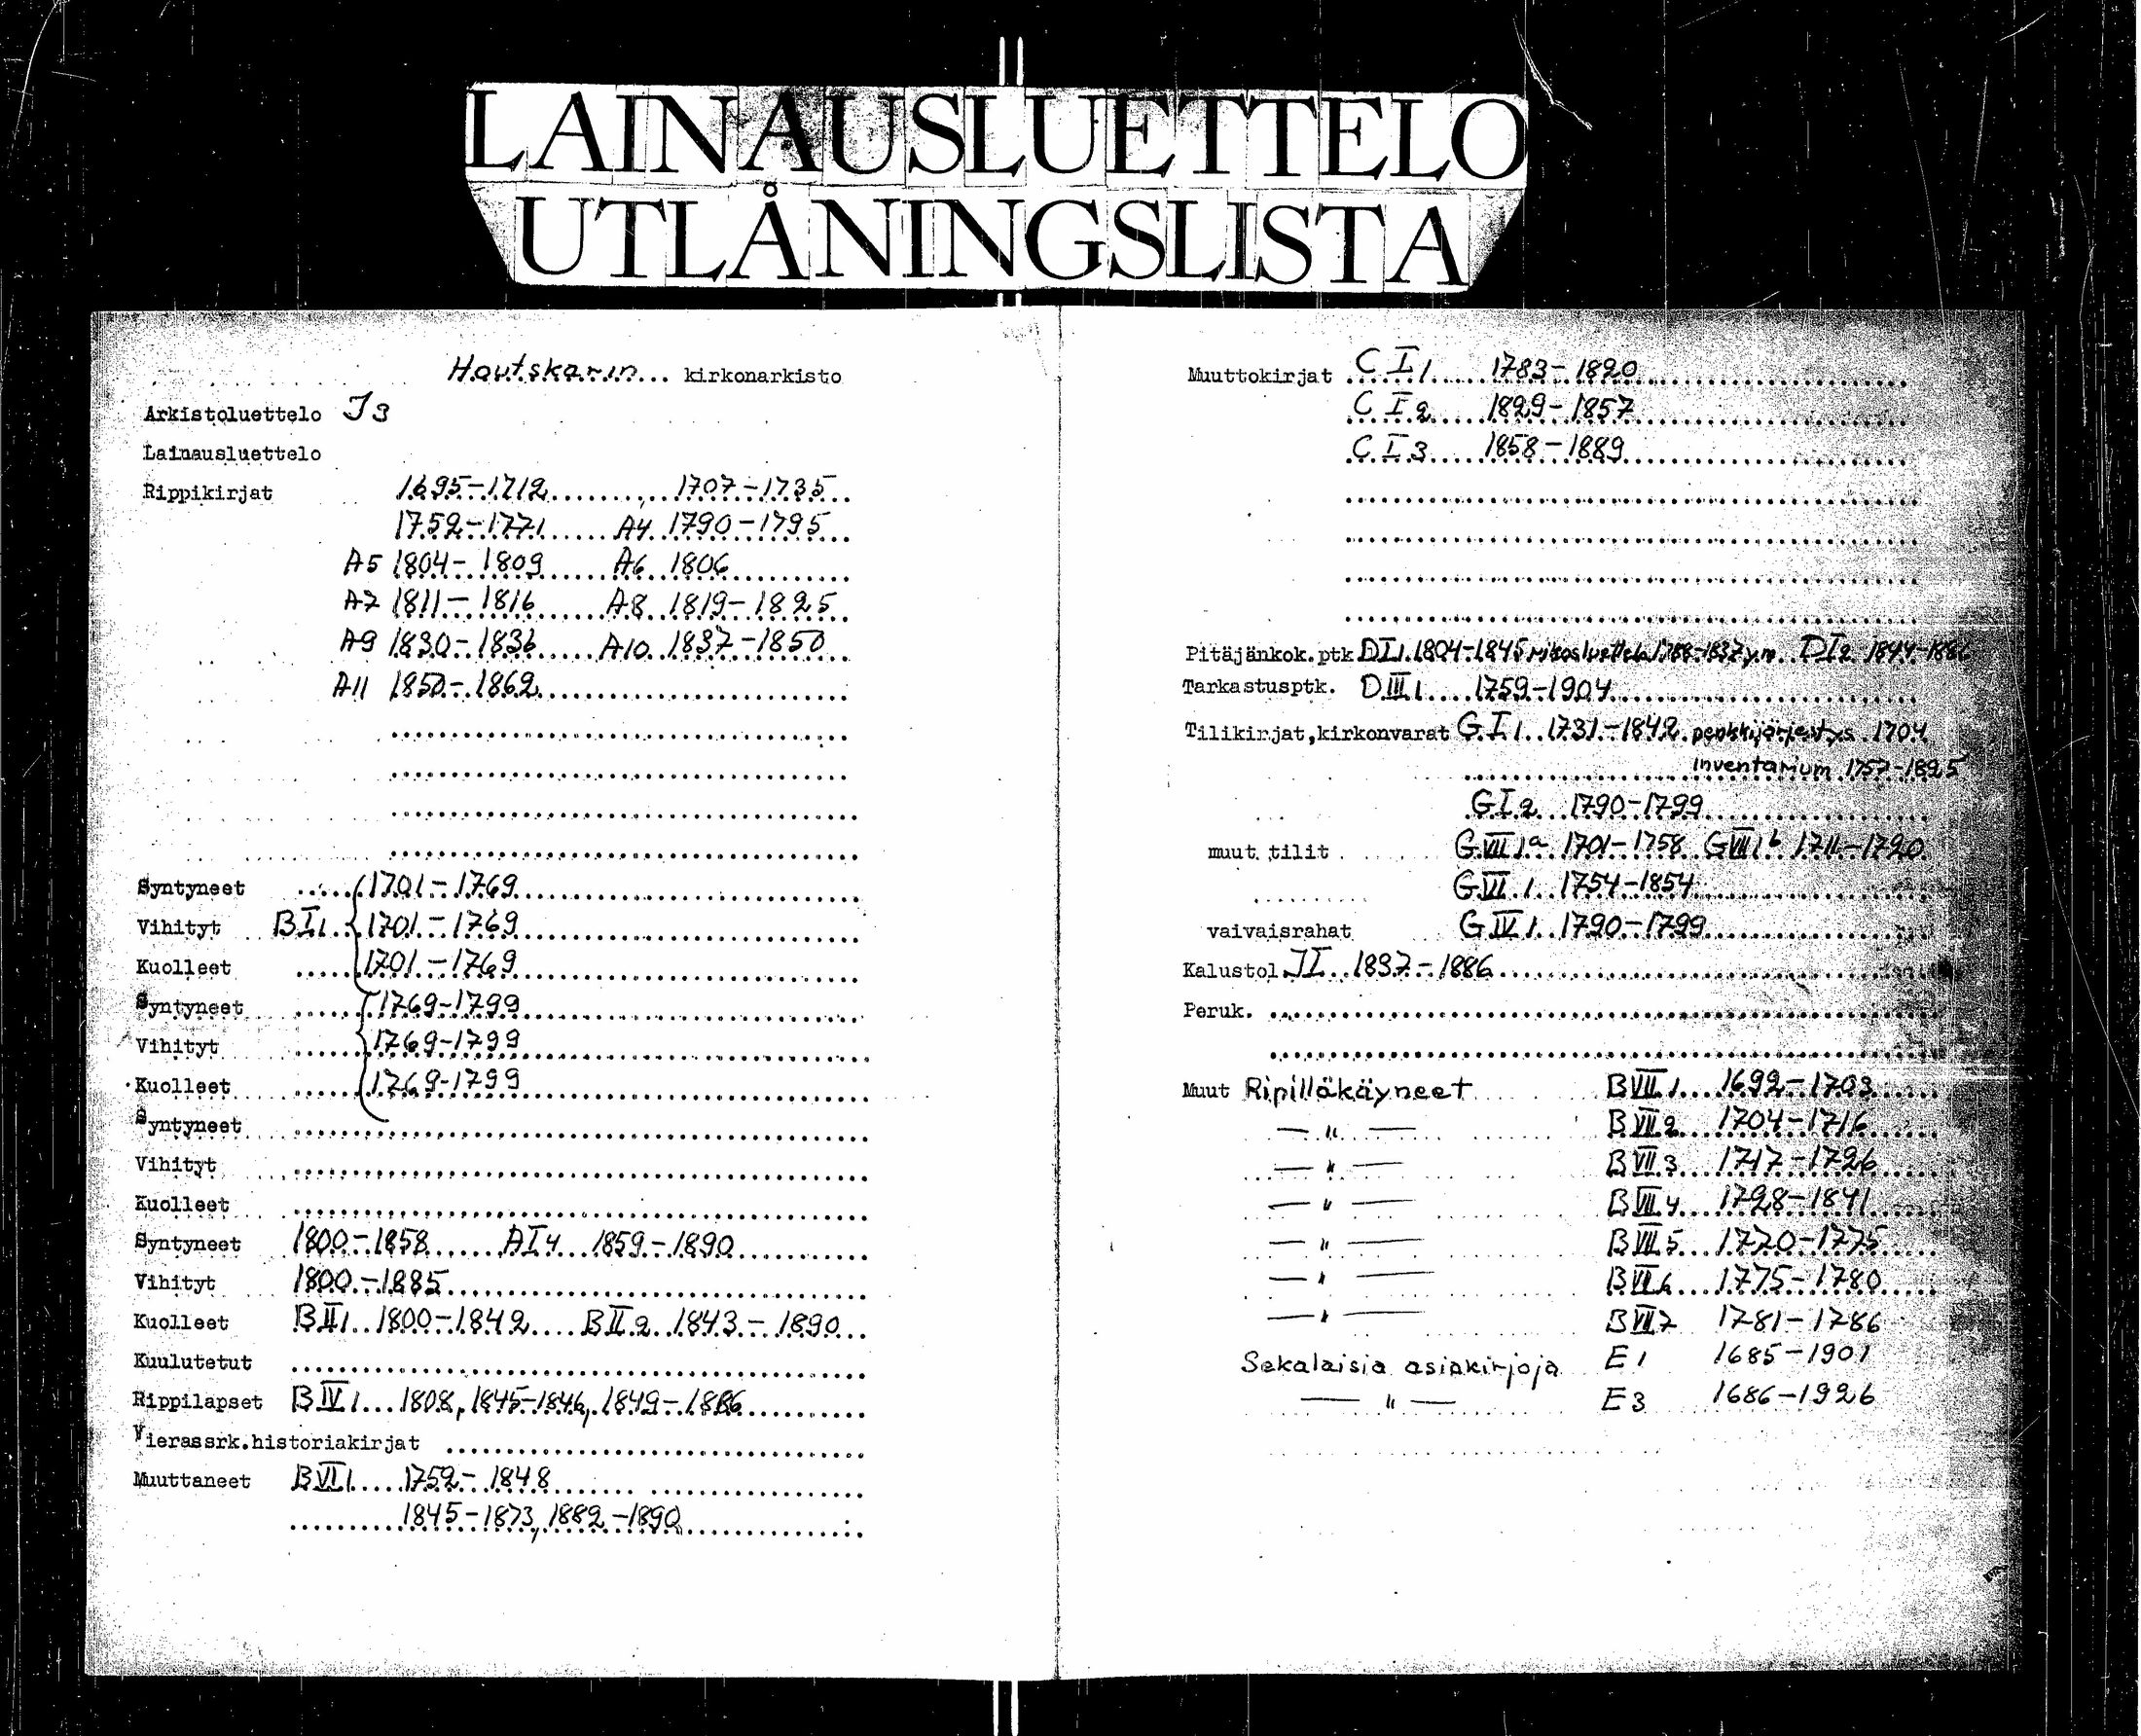 LAINAUSLUETTELO
UTLÅNINGSLISTA
Houtskarin kirkonarkisto
Arkistoluettelo J3
Lainausluettelo
Rippikirjat 1695-1712 1707-1735
1752-1771 A4 1790-1795
A5 1804-1809 A6 1806
A7 1811-1816 A8 1819-1825
A9 1830-1836 A10 1837-1850
A11 1850-1862
Syntyneet 1701-1769
Vihityt BI1 1701-1769
Kuolleet 1701-1769
Syntyneet 1769-1799
Vihityt 1769-1799
Kuolleet 1769-1799
Syntyneet
Vihityt
Kuolleet
Syntyneet 1800-1858 AI4 1859-1890
Vihityt 1800-1885
Kuolleet BII1 1800-1842 BII2 1843-1890
Kuulutetut
Rippilapset BIV1 1808, 1845-1846, 1849-1886
Vierassrk.historiakirjat
Muuttaneet BVI1 1752-1848
1845-1873, 1882-1890
Muuttokirjat CI1 1783-1820
CI2 1829-1857
CI3 1858-1889
Pitäjänkok.ptk DI1 1804-1845 rikosluettelo 1788-1837 y.m. DI2 1844-1886
Tarkastusptk. DIII1 1759-1904
Tilikirjat,kirkonvarat GI1 1731-1842 penkkijärjestys 1704
inventarium 1757-1825
GI2 1790-1799
muut tilit GVIII1a 1701-1758 GVIII1b 1711-1720
GVI1 1754-1854
vaivaisrahat GIV1 1790-1799
Kalustol JI 1837-1886
Peruk.
Muut Ripilläkäyneet BVII1 1692-1703
— " — BVII2 1704-1716
— " — BVII3 1717-1726
— " — BVII4 1728-1841
— " — BVII5 1770-1775
— " — BVII6 1775-1780
— " — BVII7 1781-1786
Sekalaisia asiakirjoja E1 1685-1901
— " — E3 1686-1926